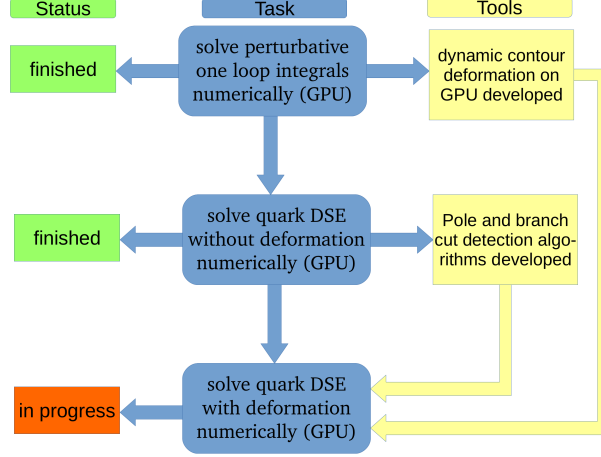 Status
Task
Tools
finished
solve perturbative
one loop integrals
numerically (GPU)
dynamic contour
deformation on
GPU developed
finished
solve quark DSE
without deformation
numerically (GPU)
Pole and branch
cut detection algo-
rithms developed
in progress
solve quark DSE
with deformation
numerically (GPU)